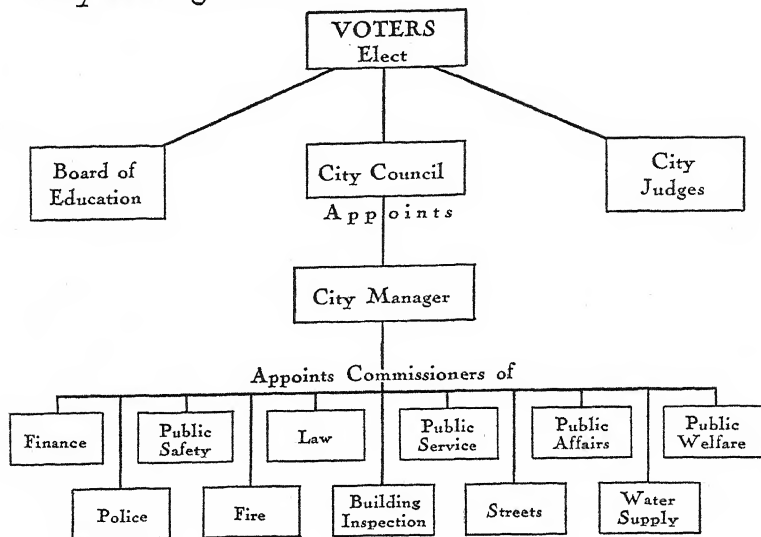 VOTERS
Elect
Board of
Education
City Council
City
Judges
Appoints
City Manager
Appoints Commissioners of
Finance
Public
Safety
Law
Public
Service
Public
Affairs
Public
Welfare
Police
Fire
Building
Inspection
Streets
Water
Supply